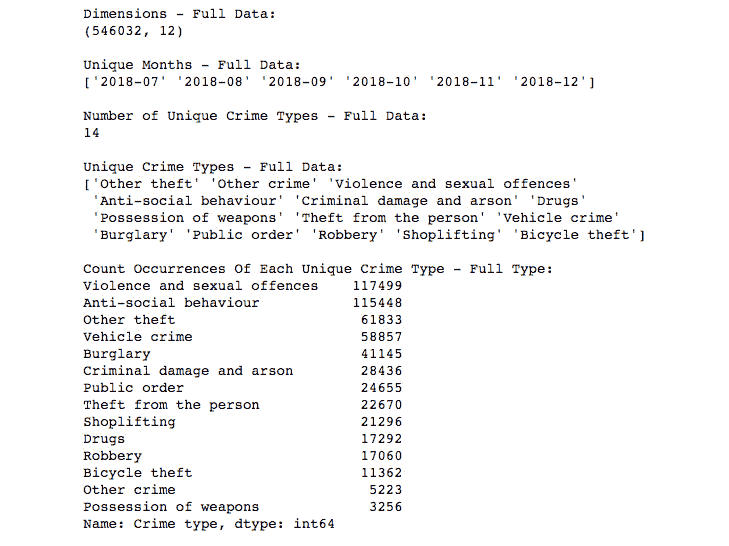 Dimensions - Full Data:
(546032, 12)
Unique Months - Full Data:
['2018-07' '2018-08' '2018-09' '2018-10' '2018-11' '2018-12']
Number of Unique Crime Types - Full Data:
14
Unique Crime Types - Full Data:
['Other theft' 'Other crime' 'Violence and sexual offences'
'Anti-social behaviour' 'Criminal damage and arson' 'Drugs'
'Possession of weapons' 'Theft from the person' 'Vehicle crime'
'Burglary' 'Public order' 'Robbery' 'Shoplifting' 'Bicycle theft']
Count Occurrences Of Each Unique Crime Type - Full Type:
Violence and sexual offences 117499
Anti-social behaviour 115448
Other theft 61833
Vehicle crime 58857
Burglary 41145
Criminal damage and arson 28436
Public order 24655
Theft from the person 22670
Shoplifting 21296
Drugs 17292
Robbery 17060
Bicycle theft 11362
Other crime 5223
Possession of weapons 3256
Name: Crime type, dtype: int64